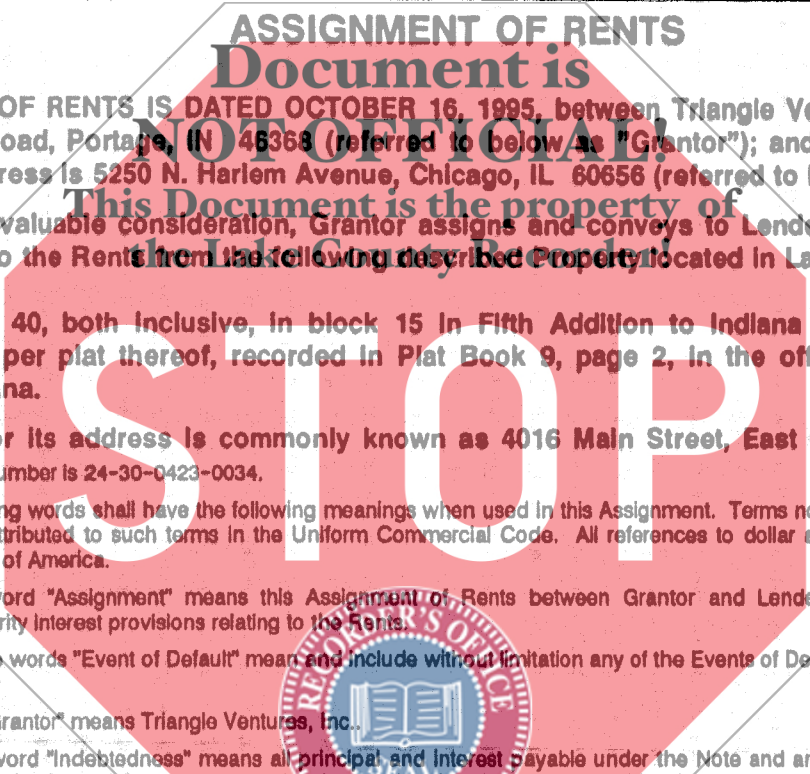 ASSIGNMENT OF RENTS
Document is
OF RENTS IS DATED OCTOBER 16, 1995, between Triangle
NOT OFFICIAL!
oad, Portage, IN 46368 (referred to below as "Grantor"); and
ress is 5250 N. Harlem Avenue, Chicago, IL 60656 (referred to
This Document is the property of
valuable consideration, Grantor assigns and conveys to Lende
the Lake County Recorder!
o the Rents from the following described Property located in La
40, both inclusive, in block 15 in Fifth Addition to Indiana
per plat thereof, recorded in Plat Book 9, page 2, in the off
na.
STOP
or its address is commonly known as 4016 Main Street, East
umber is 24-30-0423-0034.
ng words shall have the following meanings when used in this Assignment. Terms no
ttributed to such terms in the Uniform Commercial Code. All references to dollar a
of America.
ord "Assignment" means this Assignment of Rents between Grantor and Lende
rity interest provisions relating to the Rents.
e words "Event of Default" mean and include without limitation any of the Events of De
RECORDER'S OFFICE
Grantor" means Triangle Ventures, Inc..
word "Indebtedness" means all principal and interest payable under the Note and a
SEAL